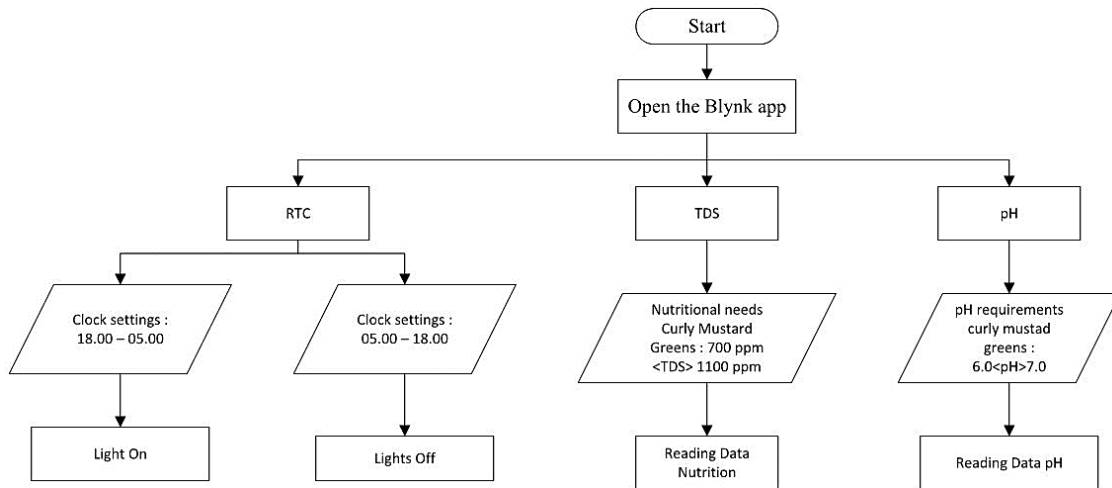 Start
Open the Blynk app
RTC
TDS
pH
Clock settings :
18.00 – 05.00
Clock settings :
05.00 – 18.00
Nutritional needs
Curly Mustard
Greens : 700 ppm
<TDS> 1100 ppm
pH requirements
curly mustad
greens :
6.0<pH>7.0
Light On
Lights Off
Reading Data
Nutrition
Reading Data pH